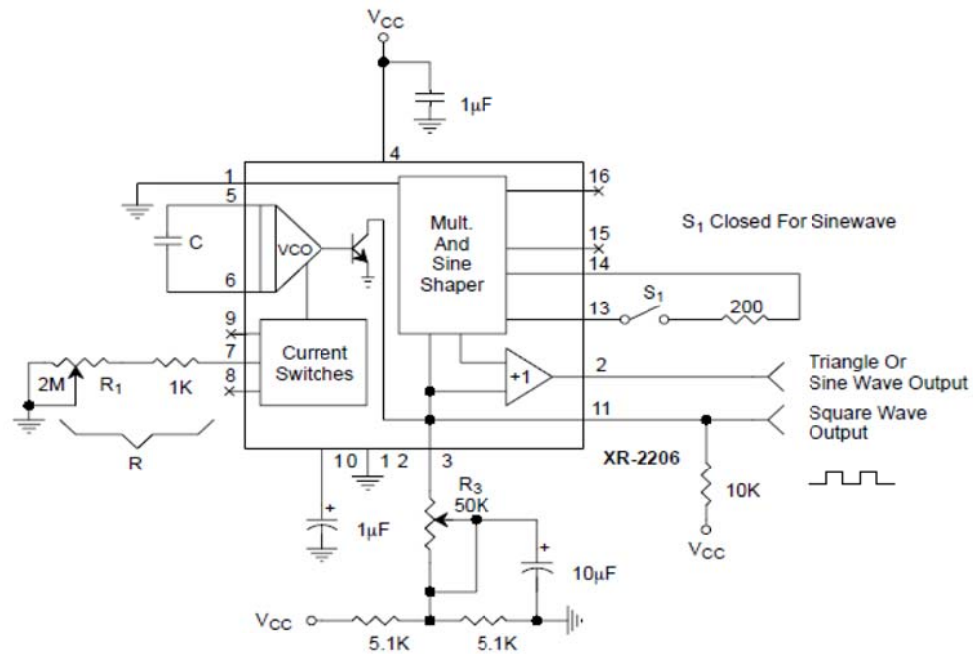 VCC
1µF
4
1
16
5
S1 Closed For Sinewave
Mult.
And
Sine
Shaper
15
C
VCO
14
6
S1
200
13
9
Current
Switches
7
2M
R1
1K
8
+1
2
Triangle Or
Sine Wave Output
11
Square Wave
Output
R
10
1 2
3
XR-2206
R3
50K
10K
+
1µF
VCC
+
10µF
VCC
5.1K
5.1K